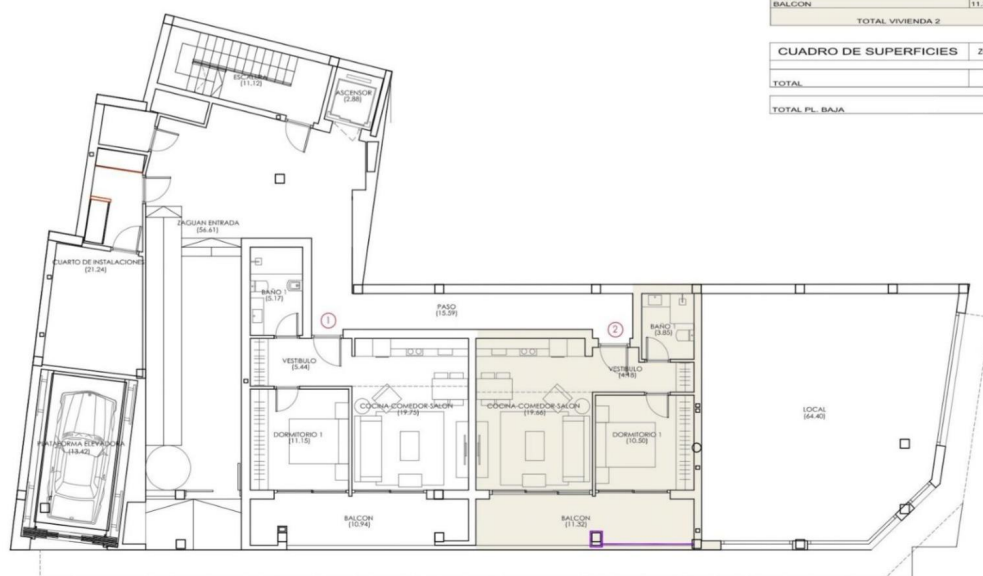 BALCON 11.
TOTAL VIVIENDA 2
CUADRO DE SUPERFICIES
TOTAL
TOTAL PL. BAJA
ESCALERA
(11.12)
ASCENSOR
(2.88)
ZAGUAN ENTRADA
(56.61)
CUARTO DE INSTALACIONES
(21.24)
BAÑO 1
(5.17)
PASO
(15.59)
1
2
BAÑO 1
(3.85)
VESTIBULO
(5.44)
VESTIBULO
(4.18)
COCINA-COMEDOR-SALON
(19.75)
COCINA-COMEDOR-SALON
(19.66)
LOCAL
(64.40)
DORMITORIO 1
(11.15)
DORMITORIO 1
(10.50)
PLATAFORMA ELEVADORA
(13.42)
BALCON
(10.94)
BALCON
(11.32)